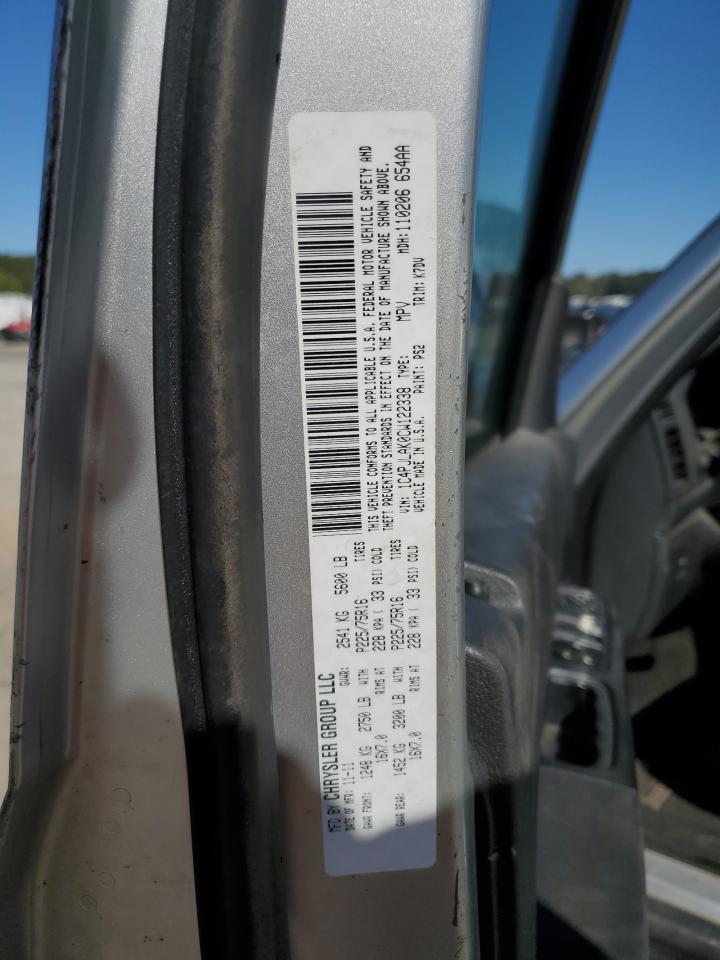 MFD BY CHRYSLER GROUP LLC
DATE OF MFR: 11-11 GVWR: 2541 KG 5600 LB
GAWR FRONT: 1248 KG 2750 LB WITH P225/75R16 TIRES
16X7.0 RIMS AT 228 KPA ( 33 PSI) COLD
GAWR REAR: 1452 KG 3200 LB WITH P225/75R16 TIRES
16X7.0 RIMS AT 228 KPA ( 33 PSI) COLD
THIS VEHICLE CONFORMS TO ALL APPLICABLE U.S.A. FEDERAL MOTOR VEHICLE SAFETY AND
THEFT PREVENTION STANDARDS IN EFFECT ON THE DATE OF MANUFACTURE SHOWN ABOVE.
VIN: 1C4PJLAK0CW122338 TYPE: MPV MDH:110206 654AA
VEHICLE MADE IN U.S.A. PAINT: PS2 TRIM: K7DV